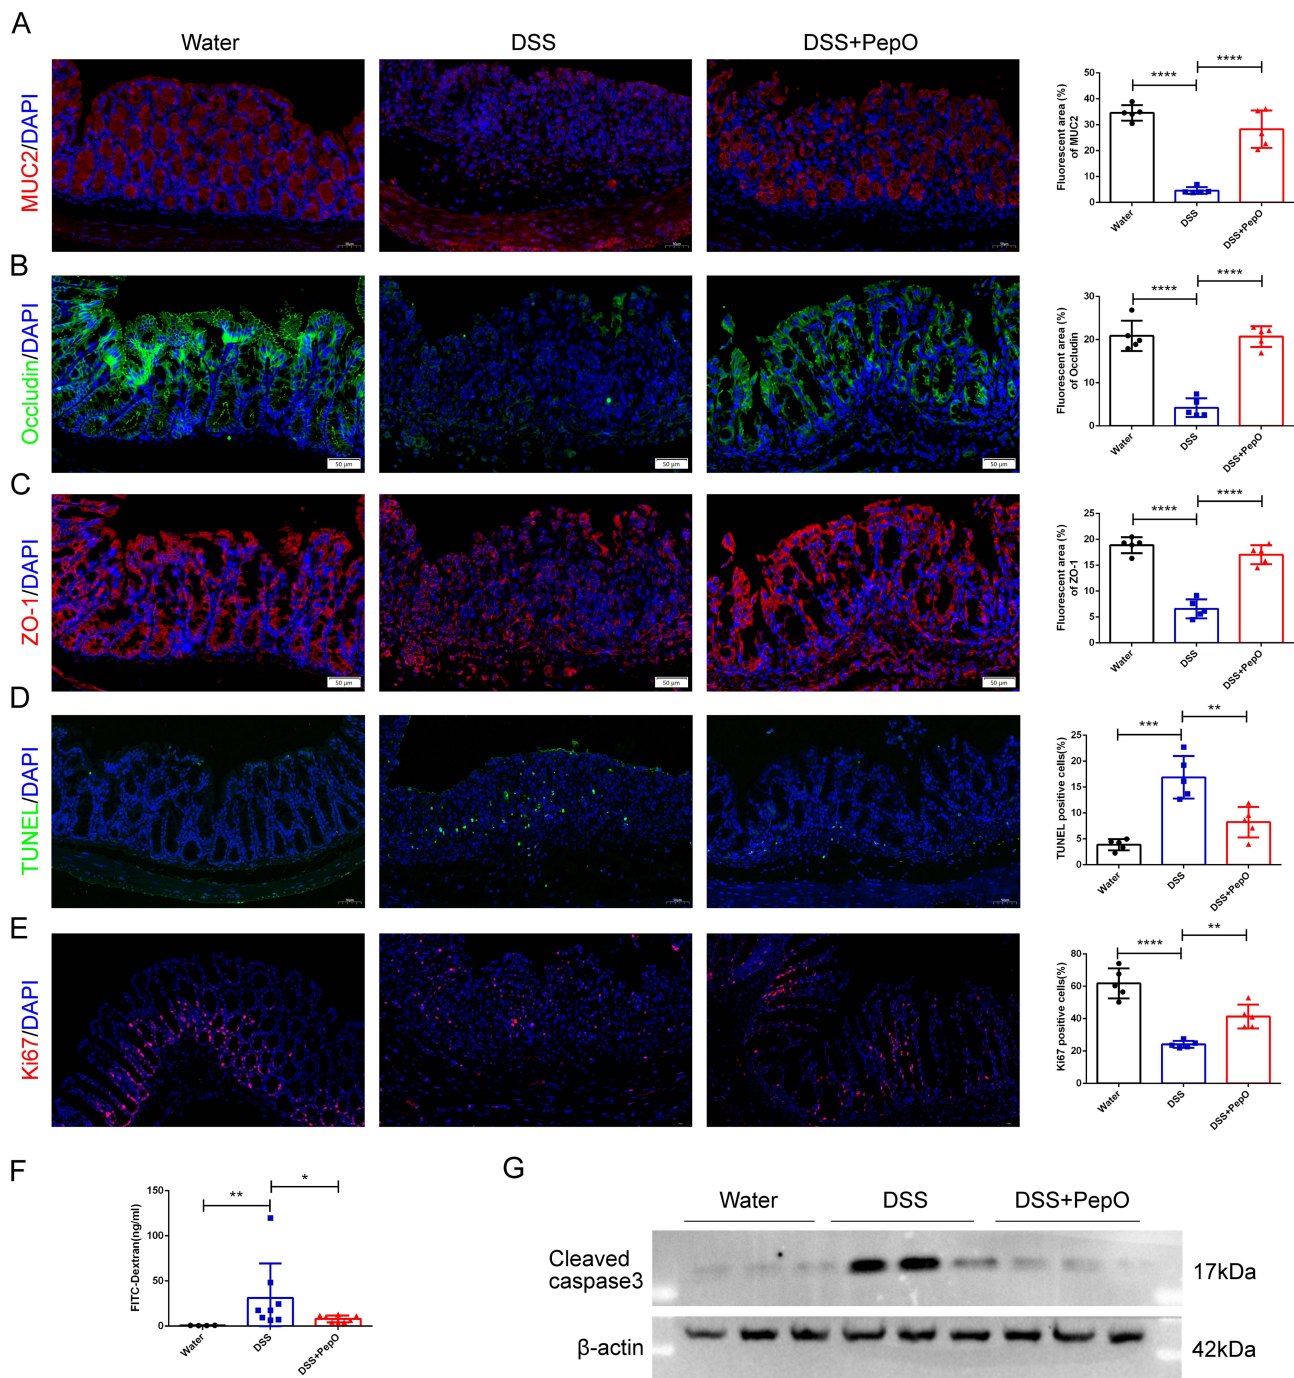 A
Water
DSS
DSS+PepO
MUC2/DAPI
Fluorescent area (%)
of MUC2
50
40
30
20
10
0
****
****
Water
DSS
DSS+PepO
B
Occludin/DAPI
50 μm
50 μm
50 μm
Fluorescent area (%)
of Occludin
30
20
10
0
****
****
Water
DSS
DSS+PepO
C
ZO-1/DAPI
50 μm
50 μm
50 μm
Fluorescent area (%)
of ZO-1
25
20
15
10
5
0
****
****
Water
DSS
DSS+PepO
D
TUNEL/DAPI
TUNEL positive cells(%)
25
20
15
10
5
0
***
**
Water
DSS
DSS+PepO
E
Ki67/DAPI
Ki67 positive cells(%)
80
60
40
20
0
****
**
Water
DSS
DSS+PepO
F
FITC-Dextran(ng/ml)
150
100
50
0
**
*
Water
DSS
DSS+PepO
G
Water
DSS
DSS+PepO
Cleaved
caspase3
17kDa
β-actin
42kDa